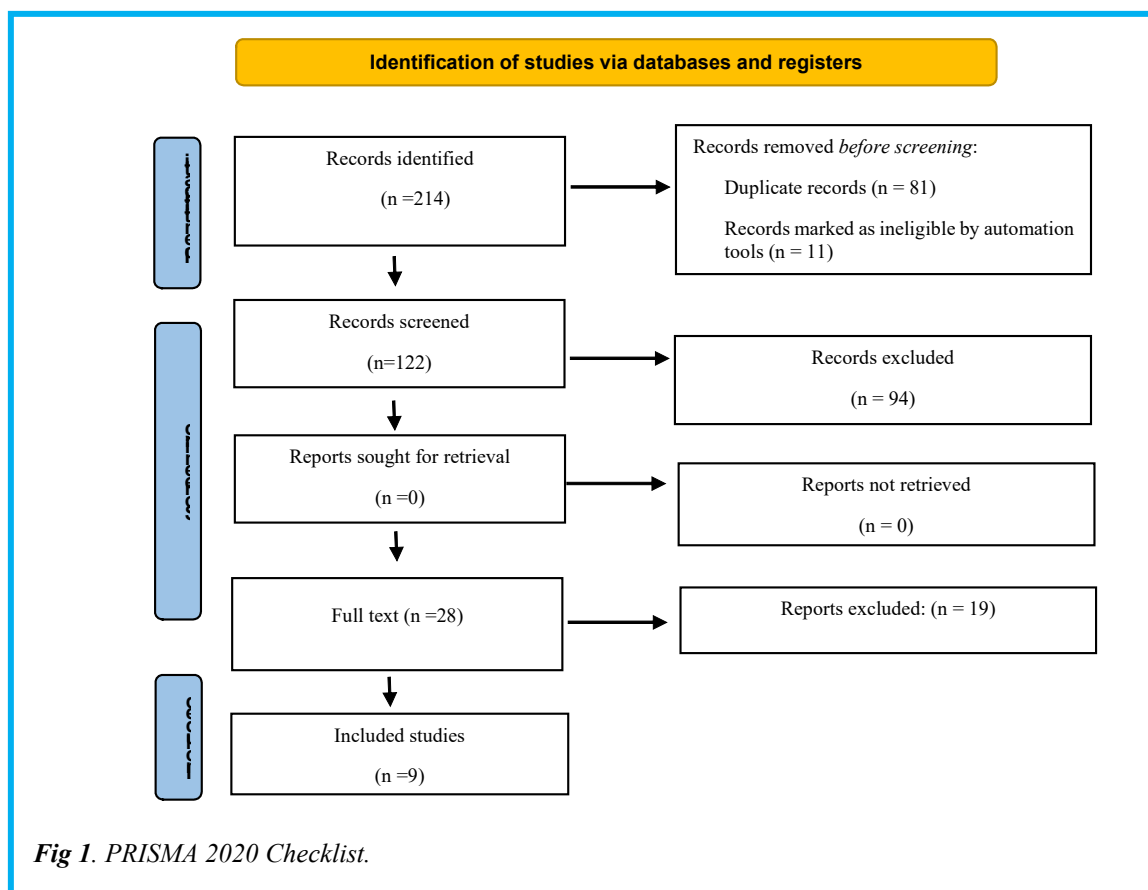 Identification of studies via databases and registers
Records identified
(n =214)
Records removed before screening:
Duplicate records (n = 81)
Records marked as ineligible by automation
tools (n = 11)
Records screened
(n=122)
Records excluded
(n = 94)
Reports sought for retrieval
(n =0)
Reports not retrieved
(n = 0)
Full text (n =28)
Reports excluded: (n = 19)
Included studies
(n =9)
Fig 1. PRISMA 2020 Checklist.